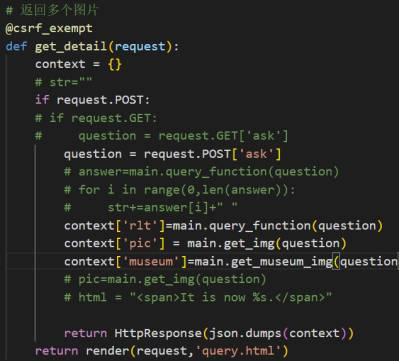 # 返回多个图片
@csrf_exempt
def get_detail(request):
    context = {}
    # str=""
    if request.POST:
    # if request.GET:
#     question = request.GET['ask']
        question = request.POST['ask']
        # answer=main.query_function(question)
        # for i in range(0,len(answer)):
        #     str+=answer[i]+" "
        context['rlt']=main.query_function(question)
        context['pic'] = main.get_img(question)
        context['museum']=main.get_museum_img(question
        # pic=main.get_img(question)
        # html = "<span>It is now %s.</span>"
        return HttpResponse(json.dumps(context))
    return render(request,'query.html')